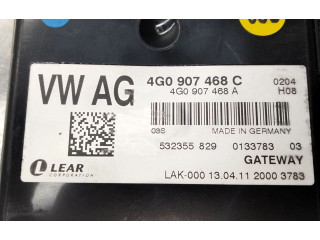 VW AG
4G0 907 468 C 0204
4G0 907 468 A H08
03S MADE IN GERMANY
532355 829 0133783 03
GATEWAY
LEAR
CORPORATION
LAK-000 13.04.11 2000 3783